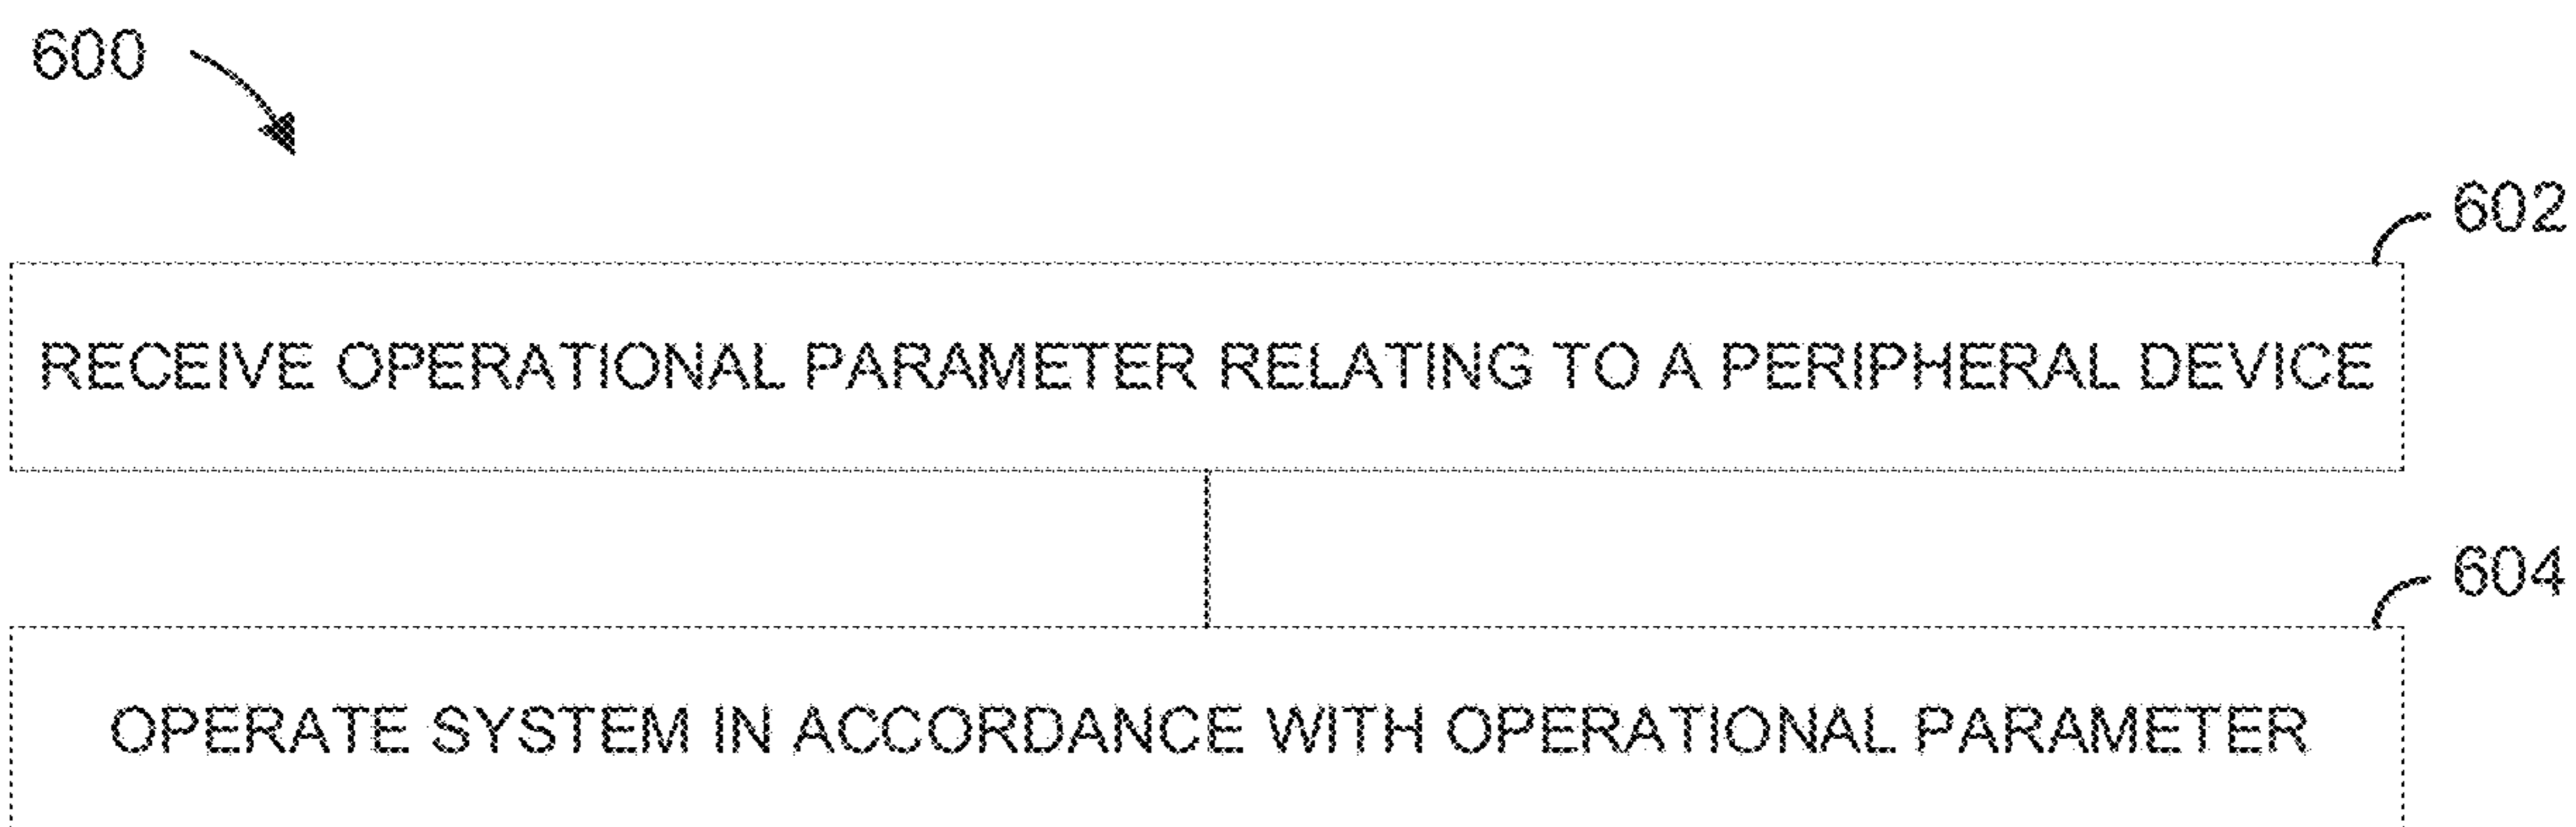 600
602
RECEIVE OPERATIONAL PARAMETER RELATING TO A PERIPHERAL DEVICE
604
OPERATE SYSTEM IN ACCORDANCE WITH OPERATIONAL PARAMETER